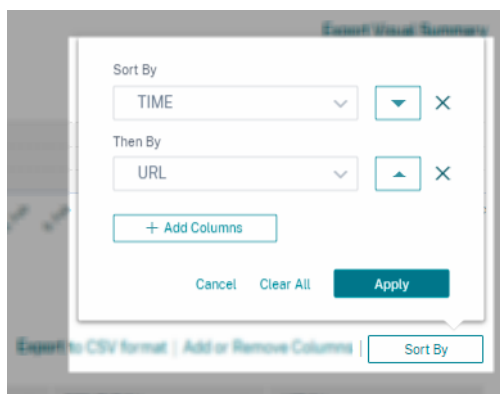 Export Visual Summary
Sort By
TIME
Then By
URL
+ Add Columns
Cancel Clear All Apply
Export to CSV format | Add or Remove Columns | Sort By